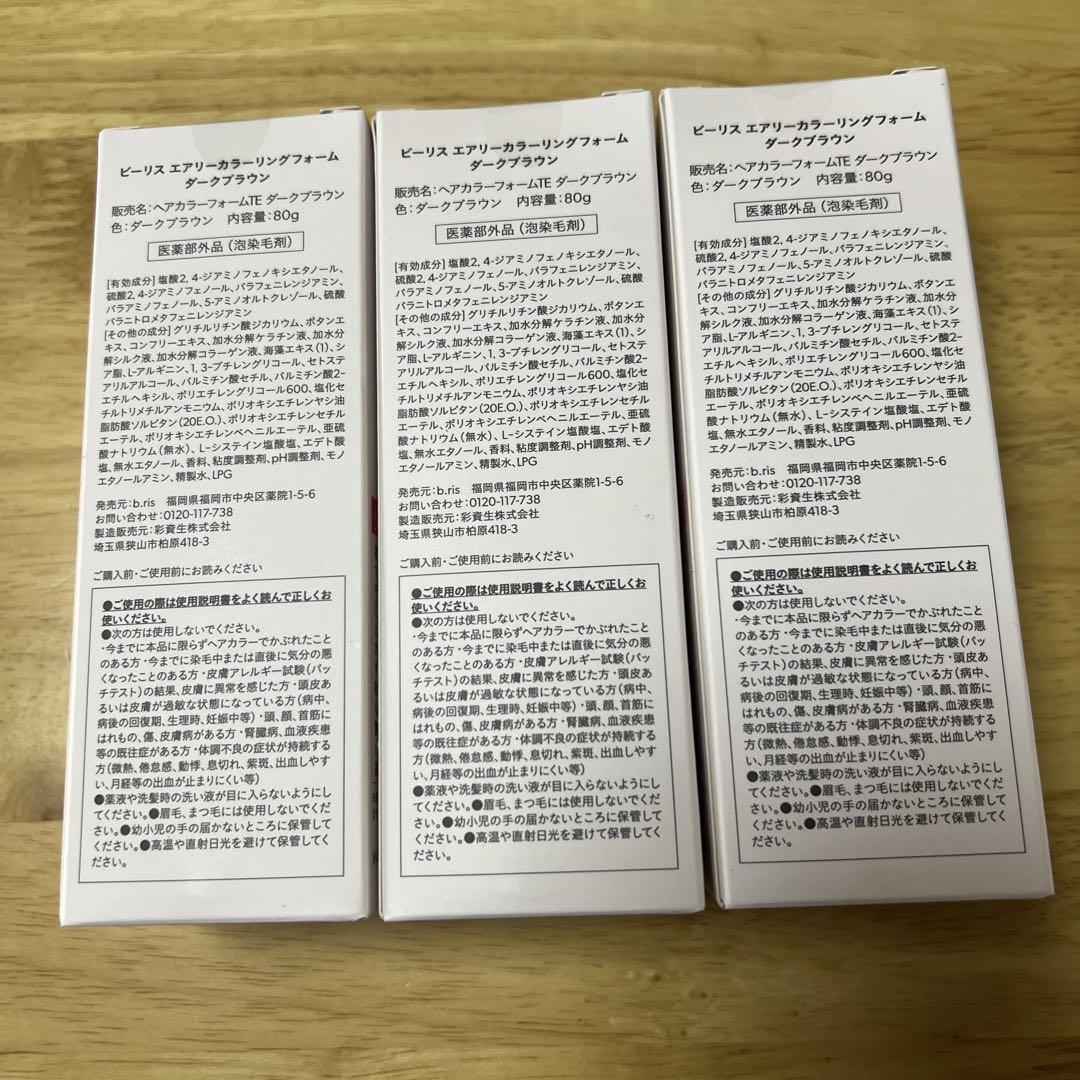 ビーリス エアリーカラーリングフォーム
ダークブラウン
販売名：ヘアカラーフォームTE ダークブラウン
色：ダークブラウン 内容量：80g
医薬部外品（泡染毛剤）
[有効成分] 塩酸2, 4-ジアミノフェノキシエタノール、
硫酸2, 4-ジアミノフェノール、パラフェニレンジアミン、
パラアミノフェノール、5-アミノオルトクレゾール、硫酸
パラニトロメタフェニレンジアミン
[その他の成分] グリチルリチン酸ジカリウム、ボタンエ
キス、コンフリーエキス、加水分解ケラチン液、加水分
解シルク液、加水分解コラーゲン液、海藻エキス（1）、シ
ア脂、L-アルギニン、1, 3-ブチレングリコール、セトステ
アリルアルコール、パルミチン酸セチル、パルミチン酸2-
エチルヘキシル、ポリエチレングリコール600、塩化セ
チルトリメチルアンモニウム、ポリオキシエチレンヤシ油
脂肪酸ソルビタン（20E.O.）、ポリオキシエチレンセチル
エーテル、ポリオキシエチレンベヘニルエーテル、亜硫
酸ナトリウム（無水）、L-システイン塩酸塩、エデト酸
塩、無水エタノール、香料、粘度調整剤、pH調整剤、モノ
エタノールアミン、精製水、LPG
発売元：b.ris 福岡県福岡市中央区薬院1-5-6
お問い合わせ：0120-117-738
製造販売元：彩資生株式会社
埼玉県狭山市柏原418-3
ご購入前・ご使用前にお読みください
●ご使用の際は使用説明書をよく読んで正しくお
使いください。
●次の方は使用しないでください。
・今までに本品に限らずヘアカラーでかぶれたこと
のある方・今までに染毛中または直後に気分の悪
くなったことのある方・皮膚アレルギー試験（パッ
チテスト）の結果、皮膚に異常を感じた方・頭皮あ
るいは皮膚が過敏な状態になっている方（病中、
病後の回復期、生理時、妊娠中等）・頭、顔、首筋に
はれもの、傷、皮膚病がある方・腎臓病、血液疾患
等の既往症がある方・体調不良の症状が持続する
方（微熱、倦怠感、動悸、息切れ、紫斑、出血しやす
い、月経等の出血が止まりにくい等）
●薬液や洗髪時の洗い液が目に入らないようにし
てください。●眉毛、まつ毛には使用しないでくだ
さい。●幼小児の手の届かないところに保管して
ください。●高温や直射日光を避けて保管してく
ださい。
ビーリス エアリーカラーリングフォーム
ダークブラウン
販売名：ヘアカラーフォームTE ダークブラウン
色：ダークブラウン 内容量：80g
医薬部外品（泡染毛剤）
[有効成分] 塩酸2, 4-ジアミノフェノキシエタノール、
硫酸2, 4-ジアミノフェノール、パラフェニレンジアミン、
パラアミノフェノール、5-アミノオルトクレゾール、硫酸
パラニトロメタフェニレンジアミン
[その他の成分] グリチルリチン酸ジカリウム、ボタンエ
キス、コンフリーエキス、加水分解ケラチン液、加水分
解シルク液、加水分解コラーゲン液、海藻エキス（1）、シ
ア脂、L-アルギニン、1, 3-ブチレングリコール、セトステ
アリルアルコール、パルミチン酸セチル、パルミチン酸2-
エチルヘキシル、ポリエチレングリコール600、塩化セ
チルトリメチルアンモニウム、ポリオキシエチレンヤシ油
脂肪酸ソルビタン（20E.O.）、ポリオキシエチレンセチル
エーテル、ポリオキシエチレンベヘニルエーテル、亜硫
酸ナトリウム（無水）、L-システイン塩酸塩、エデト酸
塩、無水エタノール、香料、粘度調整剤、pH調整剤、モノ
エタノールアミン、精製水、LPG
発売元：b.ris 福岡県福岡市中央区薬院1-5-6
お問い合わせ：0120-117-738
製造販売元：彩資生株式会社
埼玉県狭山市柏原418-3
ご購入前・ご使用前にお読みください
●ご使用の際は使用説明書をよく読んで正しくお
使いください。
●次の方は使用しないでください。
・今までに本品に限らずヘアカラーでかぶれたこと
のある方・今までに染毛中または直後に気分の悪
くなったことのある方・皮膚アレルギー試験（パッ
チテスト）の結果、皮膚に異常を感じた方・頭皮あ
るいは皮膚が過敏な状態になっている方（病中、
病後の回復期、生理時、妊娠中等）・頭、顔、首筋に
はれもの、傷、皮膚病がある方・腎臓病、血液疾患
等の既往症がある方・体調不良の症状が持続する
方（微熱、倦怠感、動悸、息切れ、紫斑、出血しやす
い、月経等の出血が止まりにくい等）
●薬液や洗髪時の洗い液が目に入らないようにし
てください。●眉毛、まつ毛には使用しないでくだ
さい。●幼小児の手の届かないところに保管して
ください。●高温や直射日光を避けて保管してく
ださい。
ビーリス エアリーカラーリングフォーム
ダークブラウン
販売名：ヘアカラーフォームTE ダークブラウン
色：ダークブラウン 内容量：80g
医薬部外品（泡染毛剤）
[有効成分] 塩酸2, 4-ジアミノフェノキシエタノール、
硫酸2, 4-ジアミノフェノール、パラフェニレンジアミン、
パラアミノフェノール、5-アミノオルトクレゾール、硫酸
パラニトロメタフェニレンジアミン
[その他の成分] グリチルリチン酸ジカリウム、ボタンエ
キス、コンフリーエキス、加水分解ケラチン液、加水分
解シルク液、加水分解コラーゲン液、海藻エキス（1）、シ
ア脂、L-アルギニン、1, 3-ブチレングリコール、セトステ
アリルアルコール、パルミチン酸セチル、パルミチン酸2-
エチルヘキシル、ポリエチレングリコール600、塩化セ
チルトリメチルアンモニウム、ポリオキシエチレンヤシ油
脂肪酸ソルビタン（20E.O.）、ポリオキシエチレンセチル
エーテル、ポリオキシエチレンベヘニルエーテル、亜硫
酸ナトリウム（無水）、L-システイン塩酸塩、エデト酸
塩、無水エタノール、香料、粘度調整剤、pH調整剤、モノ
エタノールアミン、精製水、LPG
発売元：b.ris 福岡県福岡市中央区薬院1-5-6
お問い合わせ：0120-117-738
製造販売元：彩資生株式会社
埼玉県狭山市柏原418-3
ご購入前・ご使用前にお読みください
●ご使用の際は使用説明書をよく読んで正しくお
使いください。
●次の方は使用しないでください。
・今までに本品に限らずヘアカラーでかぶれたこと
のある方・今までに染毛中または直後に気分の悪
くなったことのある方・皮膚アレルギー試験（パッ
チテスト）の結果、皮膚に異常を感じた方・頭皮あ
るいは皮膚が過敏な状態になっている方（病中、
病後の回復期、生理時、妊娠中等）・頭、顔、首筋に
はれもの、傷、皮膚病がある方・腎臓病、血液疾患
等の既往症がある方・体調不良の症状が持続する
方（微熱、倦怠感、動悸、息切れ、紫斑、出血しやす
い、月経等の出血が止まりにくい等）
●薬液や洗髪時の洗い液が目に入らないようにし
てください。●眉毛、まつ毛には使用しないでくだ
さい。●幼小児の手の届かないところに保管して
ください。●高温や直射日光を避けて保管してく
ださい。